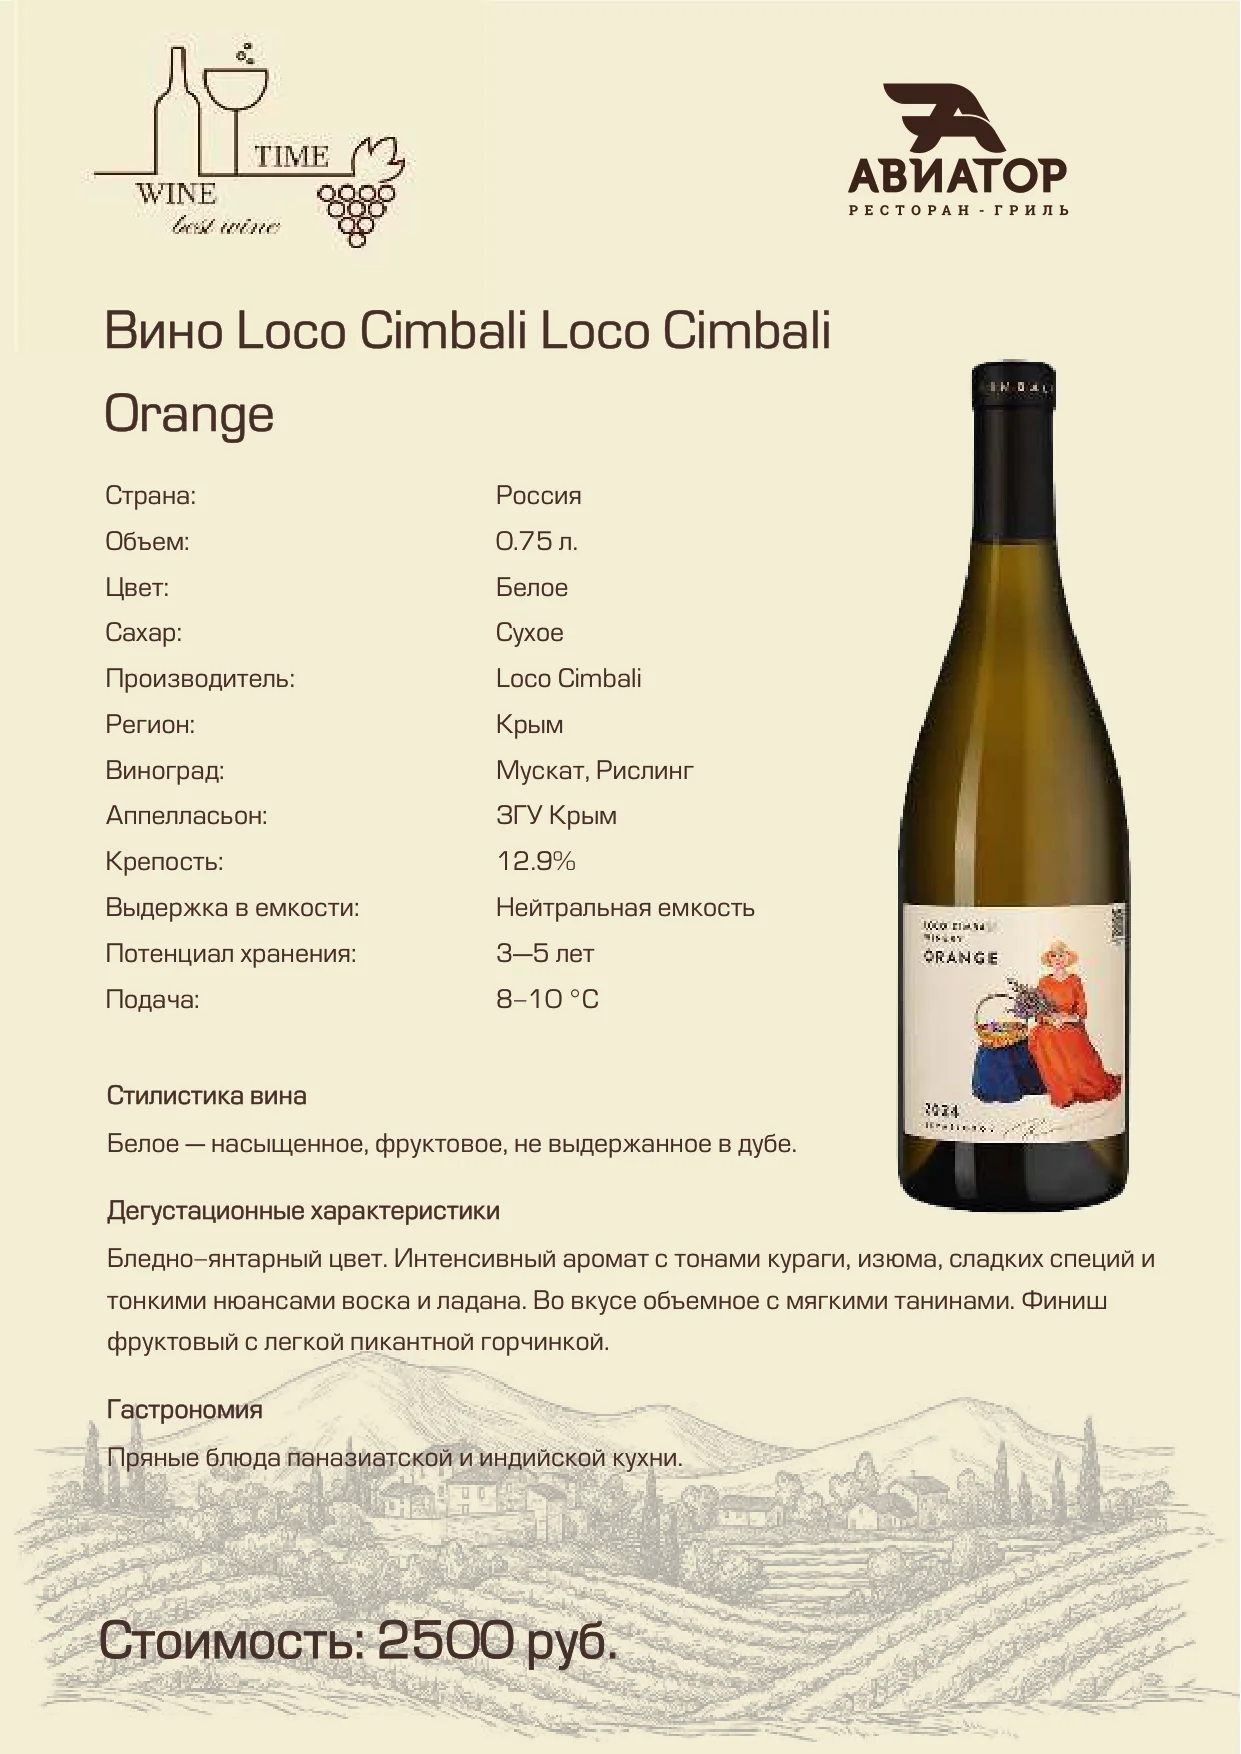 TIME
WINE
best wine
АВИАТОР
РЕСТОРАН - ГРИЛЬ
Вино Loco Cimbali Loco Cimbali
Orange
Страна: Россия
Объем: 0.75 л.
Цвет: Белое
Сахар: Сухое
Производитель: Loco Cimbali
Регион: Крым
Виноград: Мускат, Рислинг
Аппелласьон: ЗГУ Крым
Крепость: 12.9%
Выдержка в емкости: Нейтральная емкость
Потенциал хранения: 3—5 лет
Подача: 8–10 °C
LOCO CIMBALI
WINERY
ORANGE
2024
Стилистика вина
Белое — насыщенное, фруктовое, не выдержанное в дубе.
Дегустационные характеристики
Бледно–янтарный цвет. Интенсивный аромат с тонами кураги, изюма, сладких специй и
тонкими нюансами воска и ладана. Во вкусе объемное с мягкими танинами. Финиш
фруктовый с легкой пикантной горчинкой.
Гастрономия
Пряные блюда паназиатской и индийской кухни.
Стоимость: 2500 руб.